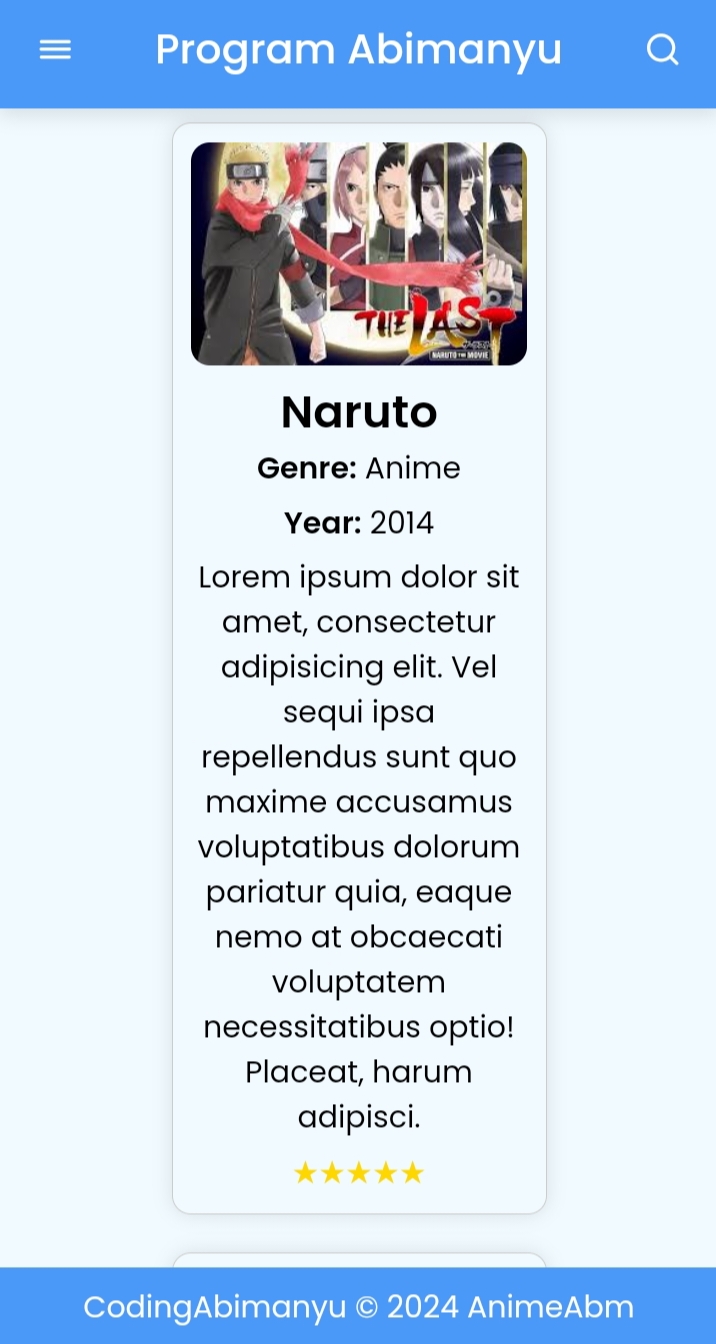 Program Abimanyu
THE LAST
NARUTO THE MOVIE
Naruto
Genre: Anime
Year: 2014
Lorem ipsum dolor sit
amet, consectetur
adipisicing elit. Vel
sequi ipsa
repellendus sunt quo
maxime accusamus
voluptatibus dolorum
pariatur quia, eaque
nemo at obcaecati
voluptatem
necessitatibus optio!
Placeat, harum
adipisci.
★★★★★
CodingAbimanyu © 2024 AnimeAbm